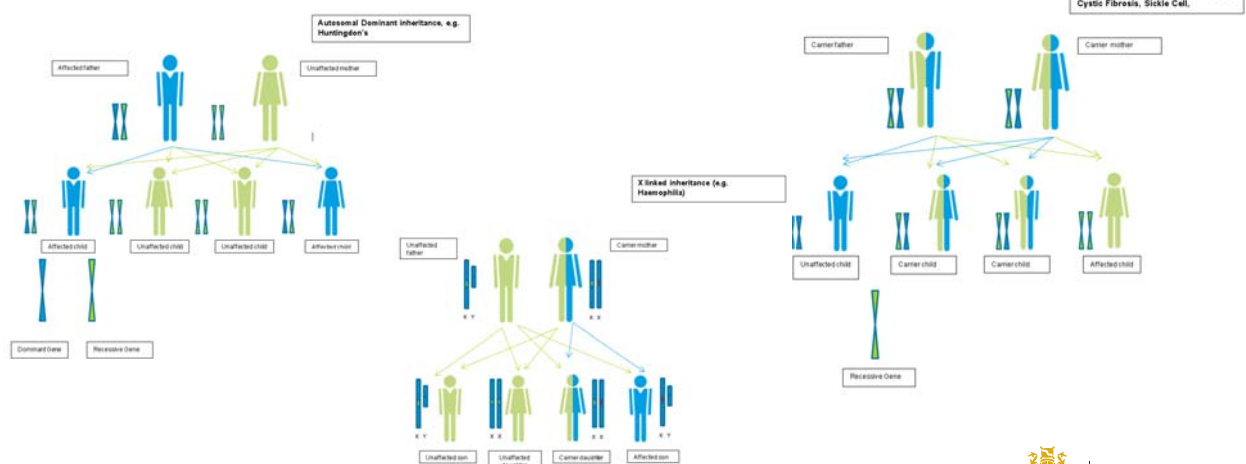 Autosomal Dominant inheritance, e.g.
Huntingdon's
Affected father
Unaffected mother
Affected child
Unaffected child
Unaffected child
Affected child
Dominant Gene
Recessive Gene
X linked inheritance (e.g.
Haemophilia)
Unaffected
father
Carrier mother
X Y
X X
X Y
X X
X X
X Y
Unaffected son
Unaffected
Carrier daughter
Affected son
Cystic Fibrosis, Sickle Cell,
Carrier father
Carrier mother
Unaffected child
Carrier child
Carrier child
Affected child
Recessive Gene